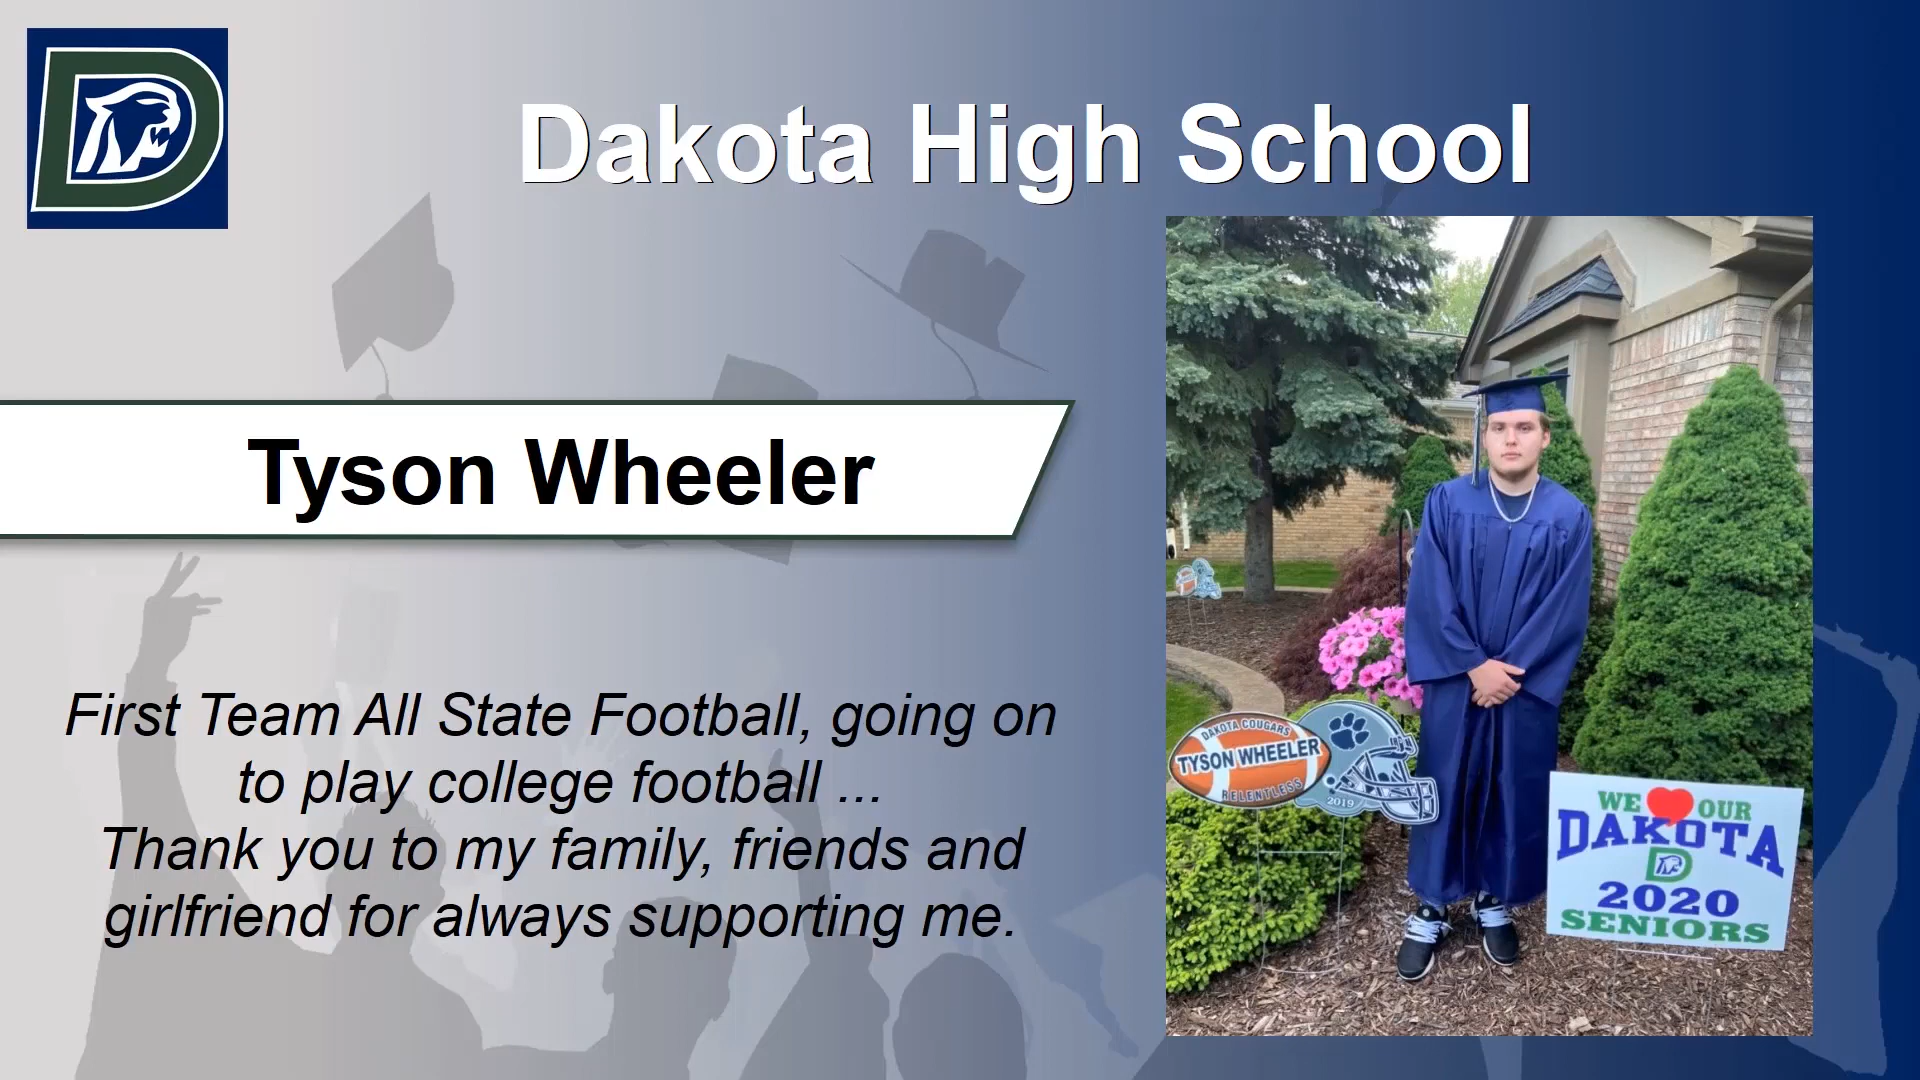 Dakota High School
Tyson Wheeler
First Team All State Football, going on
to play college football ...
Thank you to my family, friends and
girlfriend for always supporting me.
DAKOTA COUGARS
TYSON WHEELER
RELENTLESS
2019
WE OUR
DAKOTA
D
2020
SENIORS